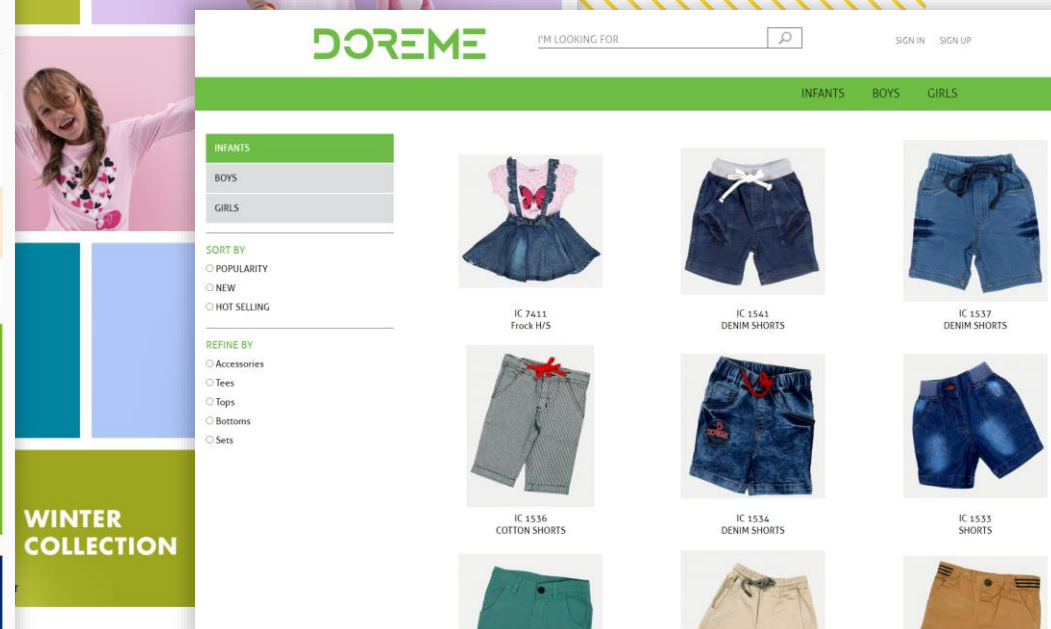 DOREME
I'M LOOKING FOR
SIGN IN SIGN UP
INFANTS BOYS GIRLS
INFANTS
BOYS
GIRLS
SORT BY
POPULARITY
NEW
HOT SELLING
REFINE BY
Accessories
Tees
Tops
Bottoms
Sets
IC 7411
Frock H/S
IC 1541
DENIM SHORTS
IC 1537
DENIM SHORTS
IC 1536
COTTON SHORTS
DOREME
IC 1534
DENIM SHORTS
IC 1533
SHORTS
WINTER
COLLECTION